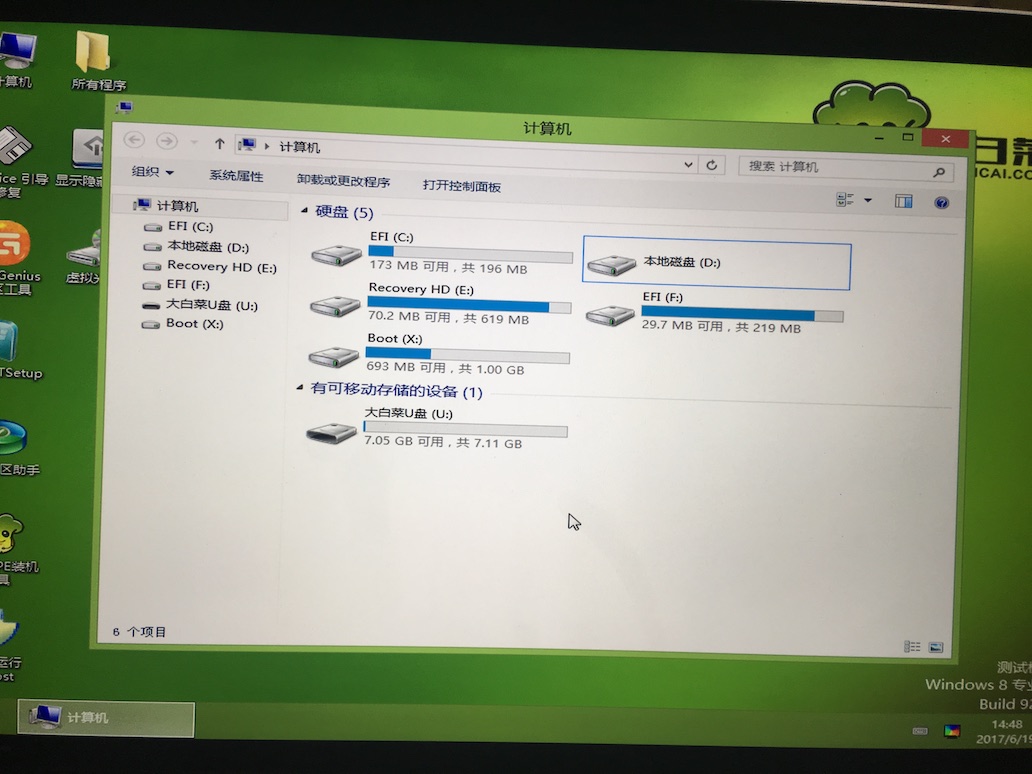 计算机
所有程序
引导
修复
显示隐藏
Genius
区工具
虚拟光
TSetup
区助手
PE装机
具
运行
ost
计算机
计算机
搜索 计算机
组织
系统属性
卸载或更改程序
打开控制面板
计算机
EFI (C:)
本地磁盘 (D:)
Recovery HD (E:)
EFI (F:)
大白菜U盘 (U:)
Boot (X:)
硬盘 (5)
EFI (C:)
173 MB 可用，共 196 MB
本地磁盘 (D:)
Recovery HD (E:)
70.2 MB 可用，共 619 MB
EFI (F:)
29.7 MB 可用，共 219 MB
Boot (X:)
693 MB 可用，共 1.00 GB
有可移动存储的设备 (1)
大白菜U盘 (U:)
7.05 GB 可用，共 7.11 GB
6 个项目
白菜
ICAI.CO
测试模
Windows 8 专业
Build 92
14:48
2017/6/19
计算机